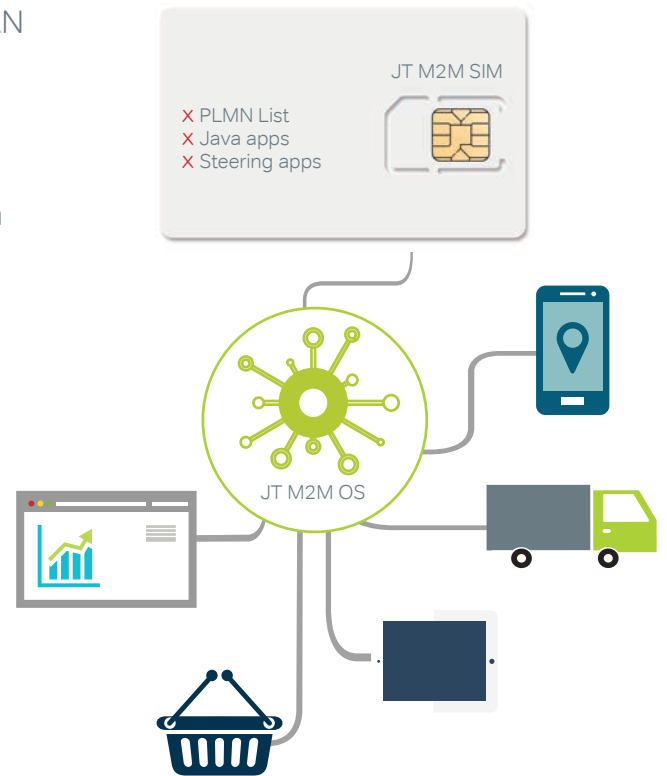 JT M2M SIM
X PLMN List
X Java apps
X Steering apps
JT M2M OS